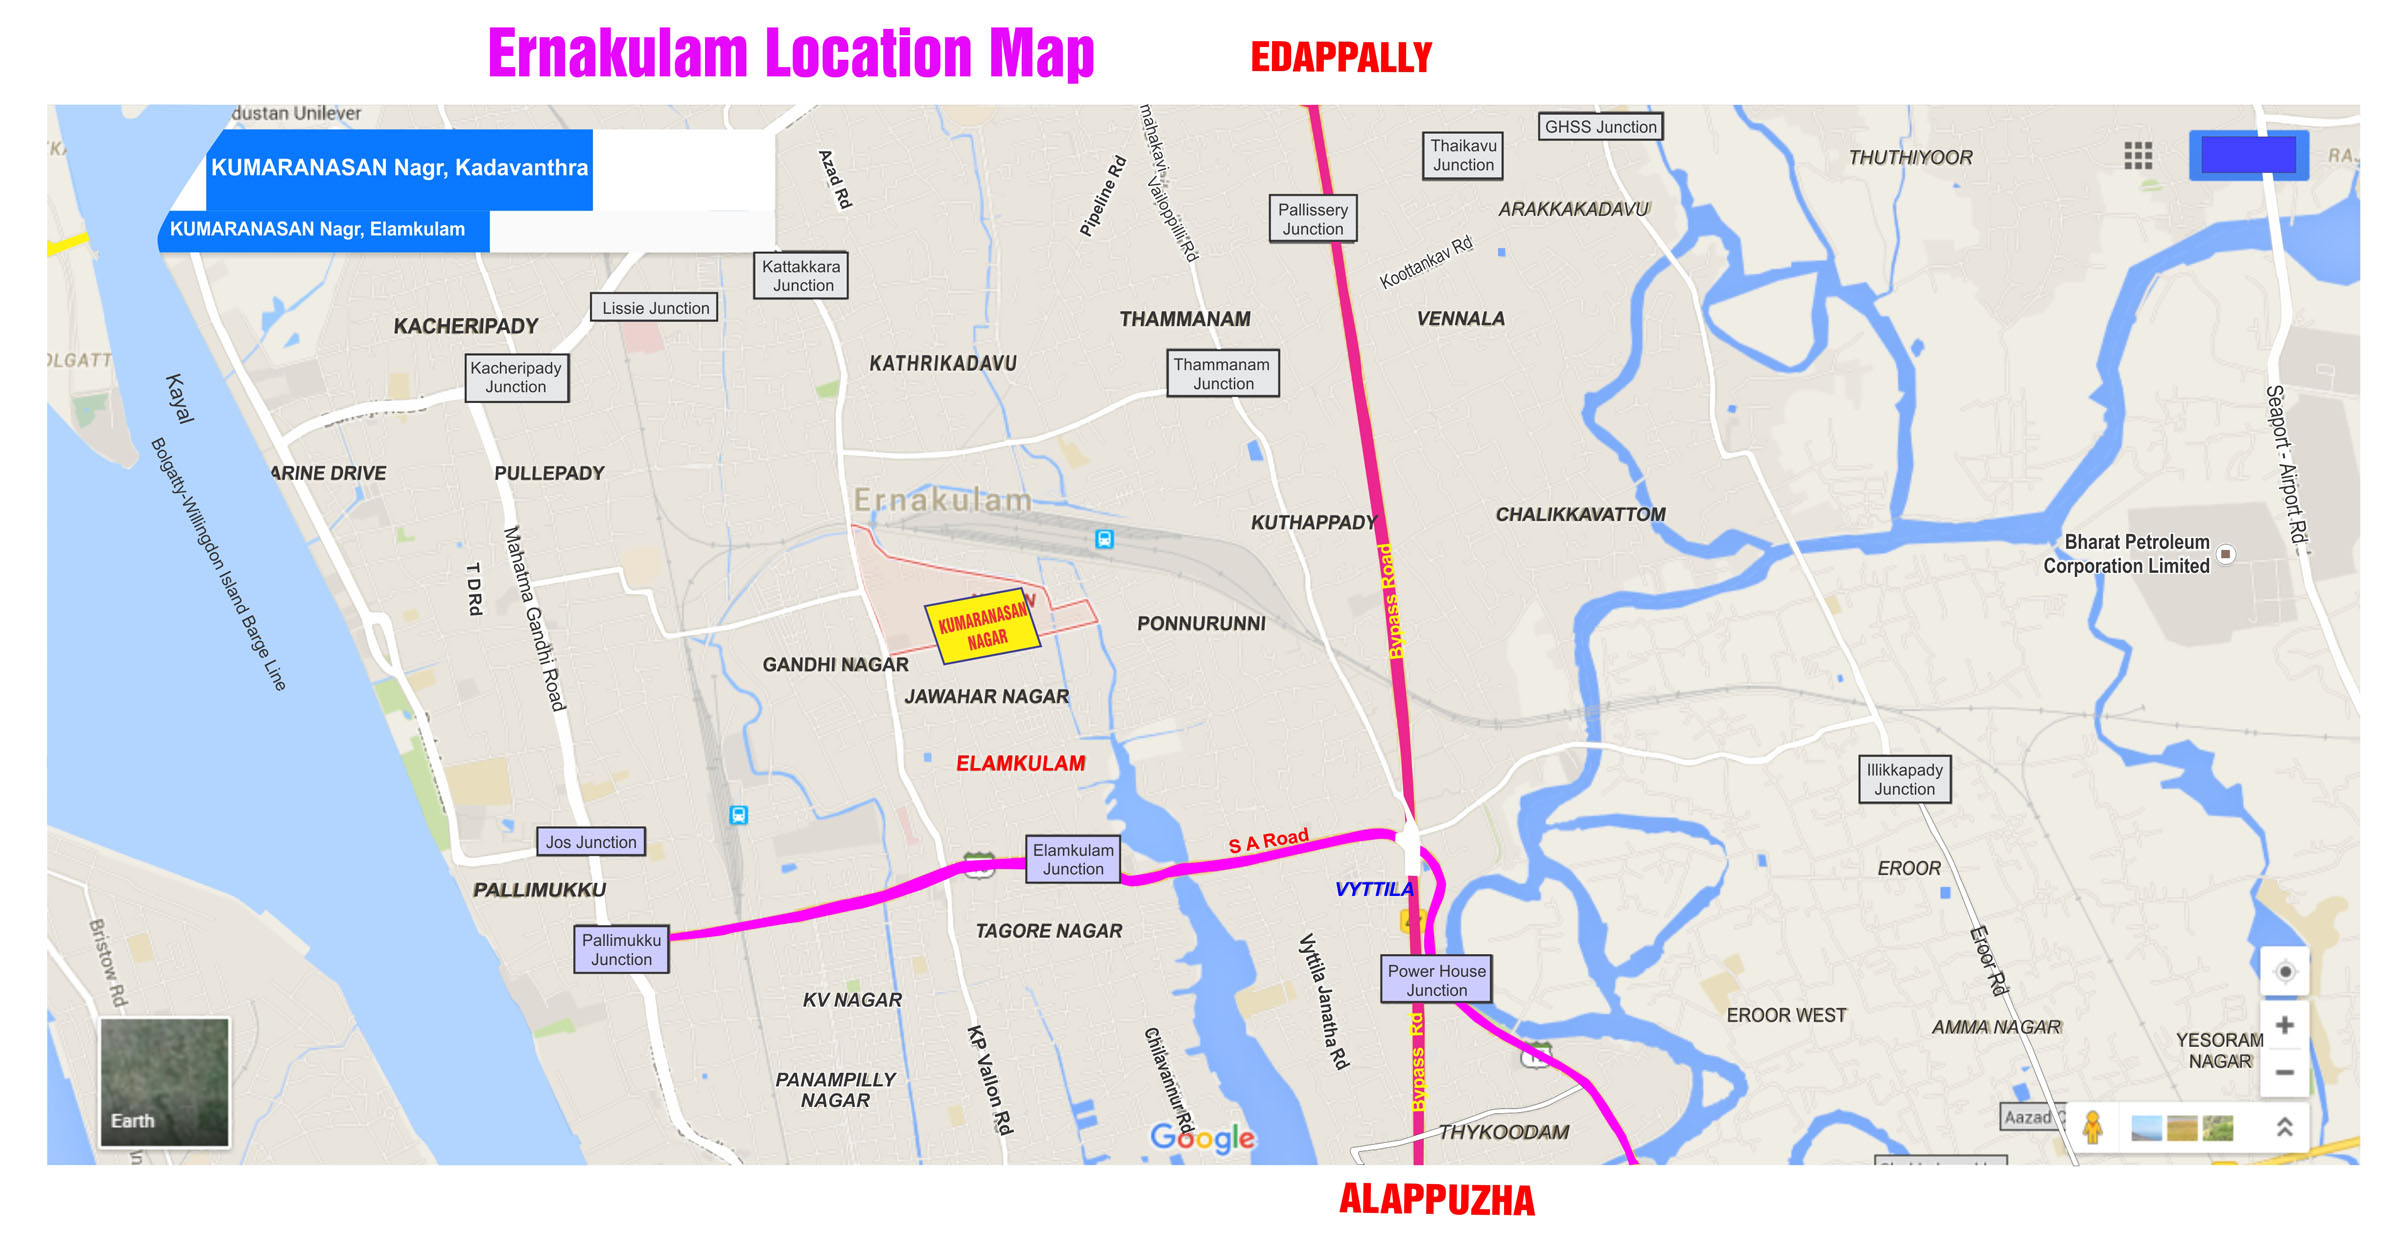 Ernakulam Location Map
EDAPPALLY
dustan Unilever
KUMARANASAN Nagr, Kadavanthra
KUMARANASAN Nagr, Elamkulam
Azad Rd
Pipeline Rd
mahakavi
Vailoppilli Rd
Thaikavu
Junction
GHSS Junction
THUTHIYOOR
RAJ
Pallissery
Junction
ARAKKAKADAVU
Koottankav Rd
Kattakkara
Junction
Lissie Junction
KACHERIPADY
THAMMANAM
VENNALA
OLGATT
Kacheripady
Junction
KATHRIKADAVU
Thammanam
Junction
Kayal
Bolgatty-Willingdon Island Barge Line
Seaport - Airport Rd
ARINE DRIVE
PULLEPADY
Ernakulam
KUTHAPPADY
CHALIKKAVATTOM
Bharat Petroleum
Corporation Limited
T D Rd
Mahatma Gandhi Road
Bypass Road
KUMARANASAN
NAGAR
PONNURUNNI
GANDHI NAGAR
JAWAHAR NAGAR
ELAMKULAM
Illikkapady
Junction
Jos Junction
S A Road
Elamkulam
Junction
EROOR
PALLIMUKKU
VYTTILA
Pallimukku
Junction
TAGORE NAGAR
Vyttila Janatha Rd
Power House
Junction
Eroor Rd
Bristow Rd
KV NAGAR
EROOR WEST
AMMA NAGAR
YESORAM
NAGAR
KP Vallon Rd
Chilavannur Rd
Bypass Rd
PANAMPILLY
NAGAR
Earth
Google
THYKOODAM
Aazad C
ALAPPUZHA